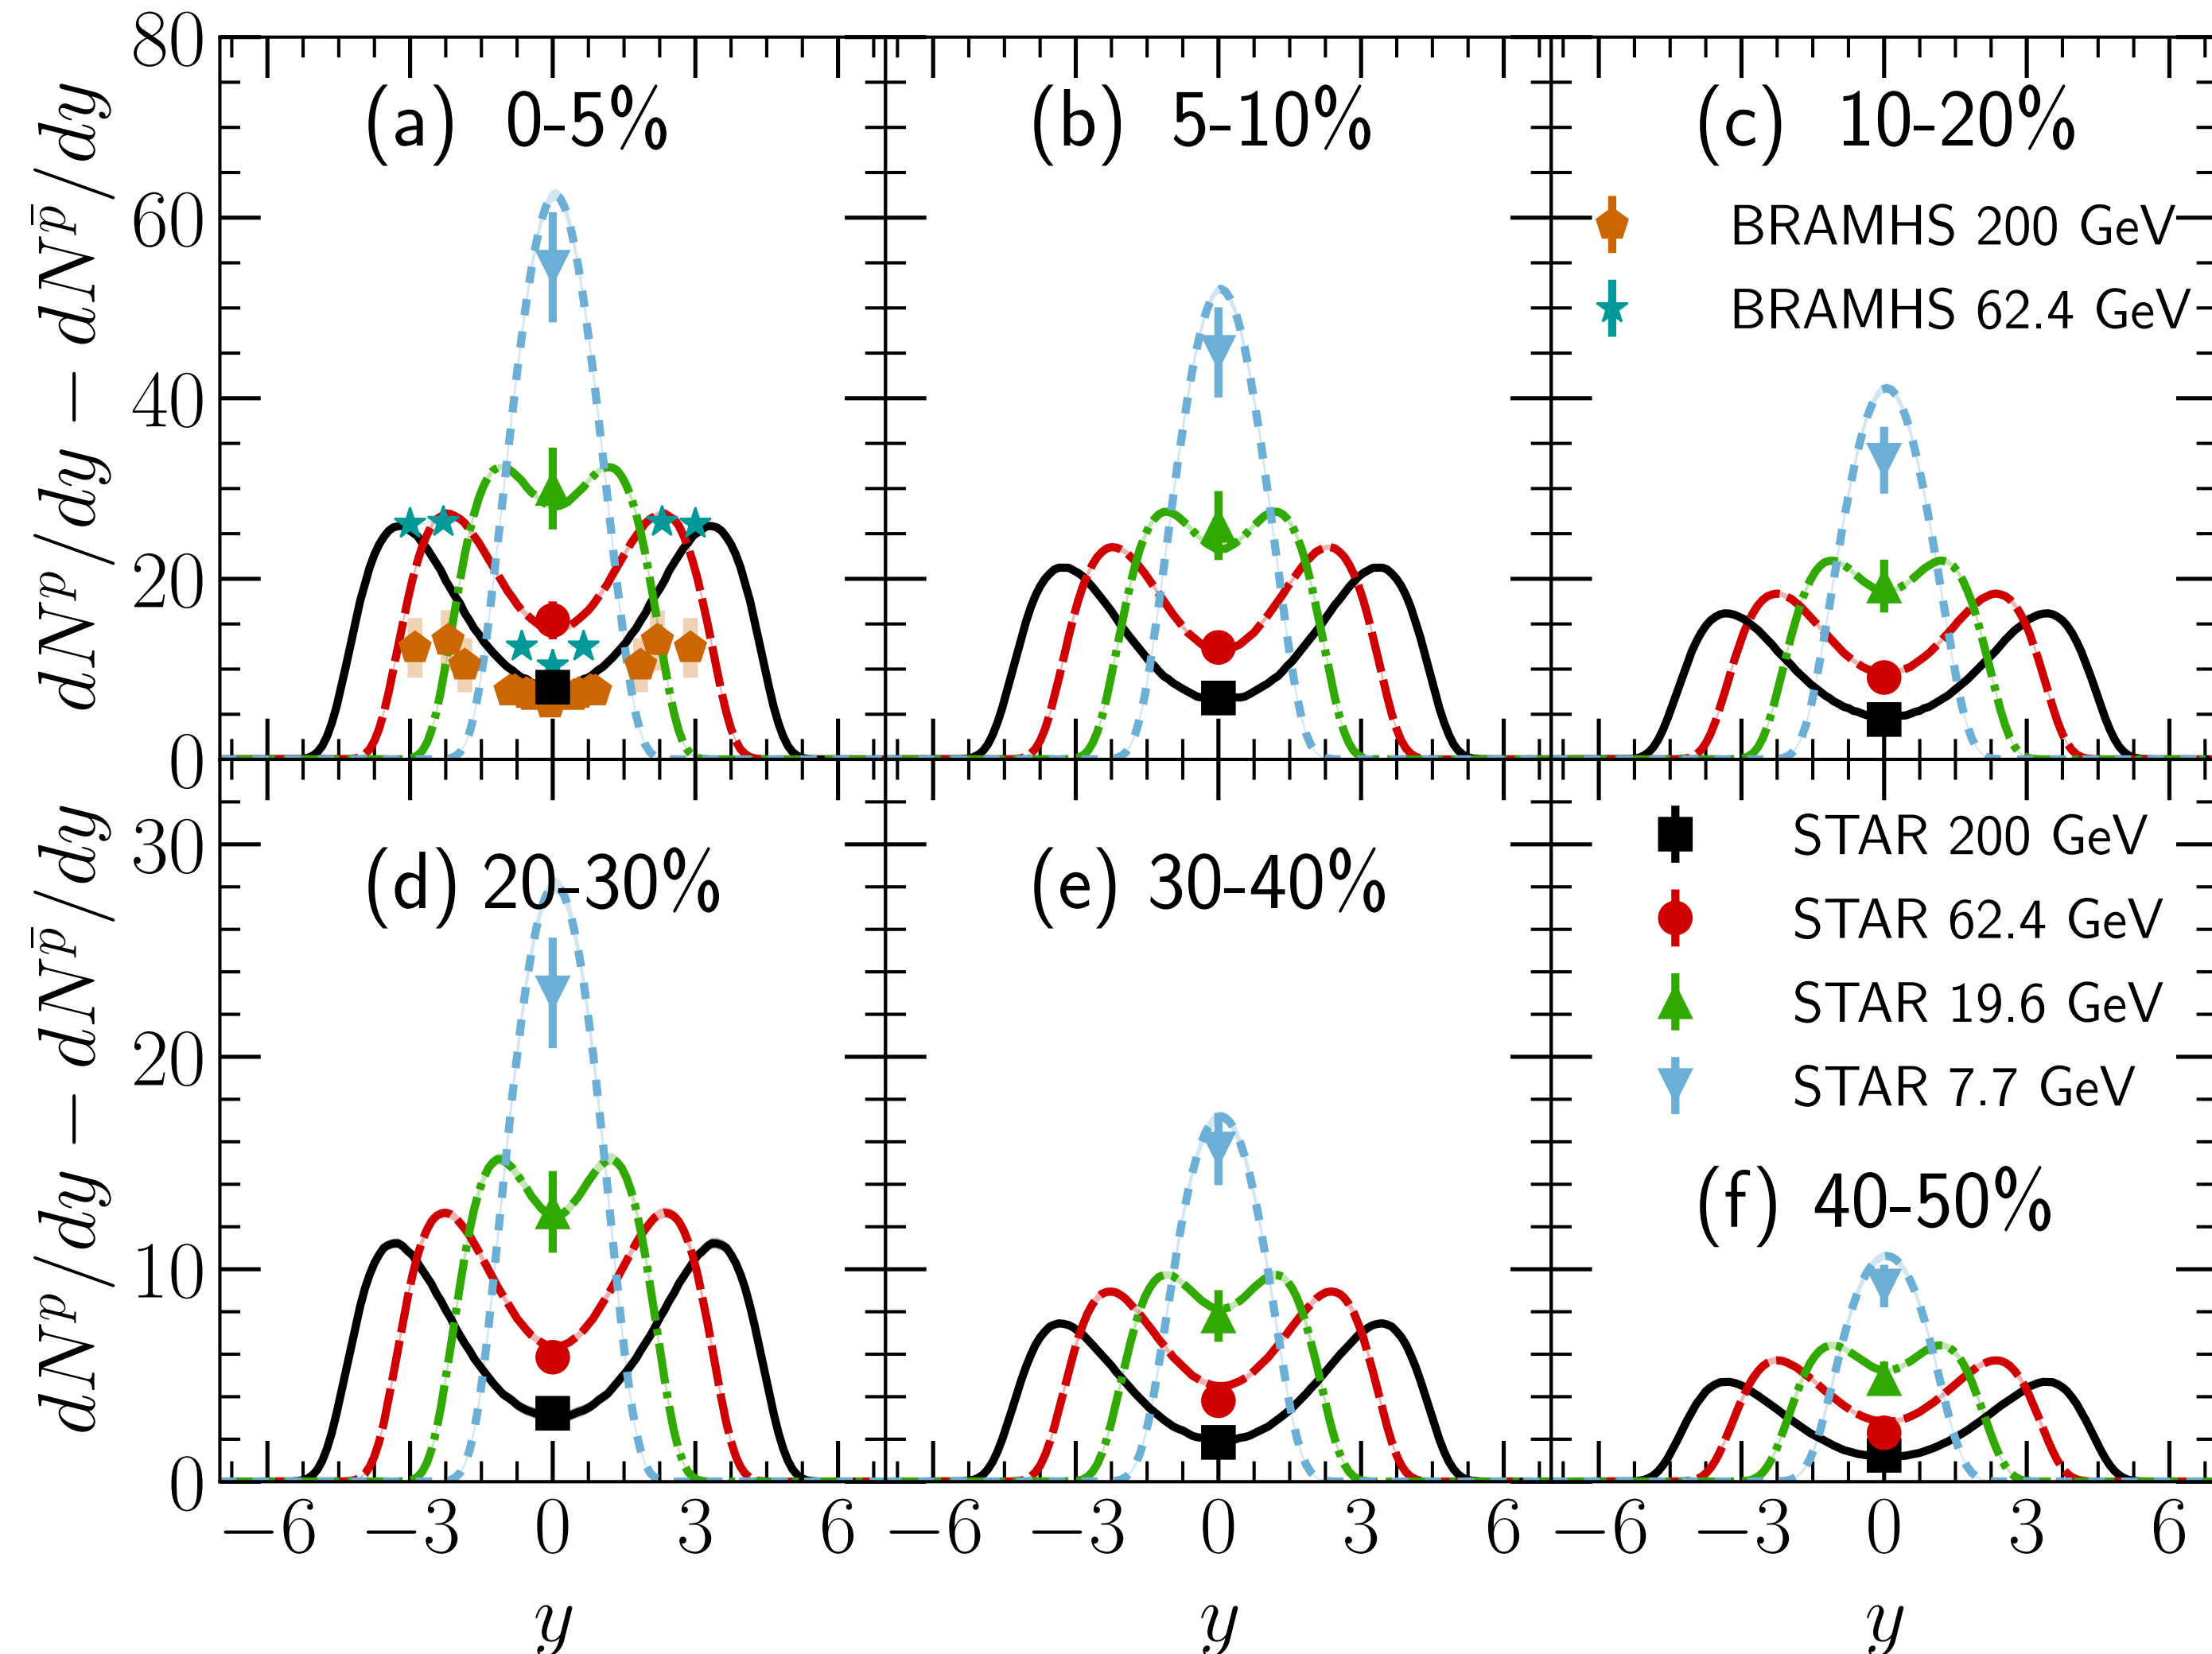 80
60
40
20
0
dN^p/dy − dN^p̄/dy
(a) 0-5%
(b) 5-10%
(c) 10-20%
BRAMHS 200 GeV
BRAMHS 62.4 GeV
30
20
10
0
dN^p/dy − dN^p̄/dy
(d) 20-30%
(e) 30-40%
STAR 200 GeV
STAR 62.4 GeV
STAR 19.6 GeV
STAR 7.7 GeV
(f) 40-50%
−6 −3 0 3 6 −6 −3 0 3 6 −6 −3 0 3 6
y y y